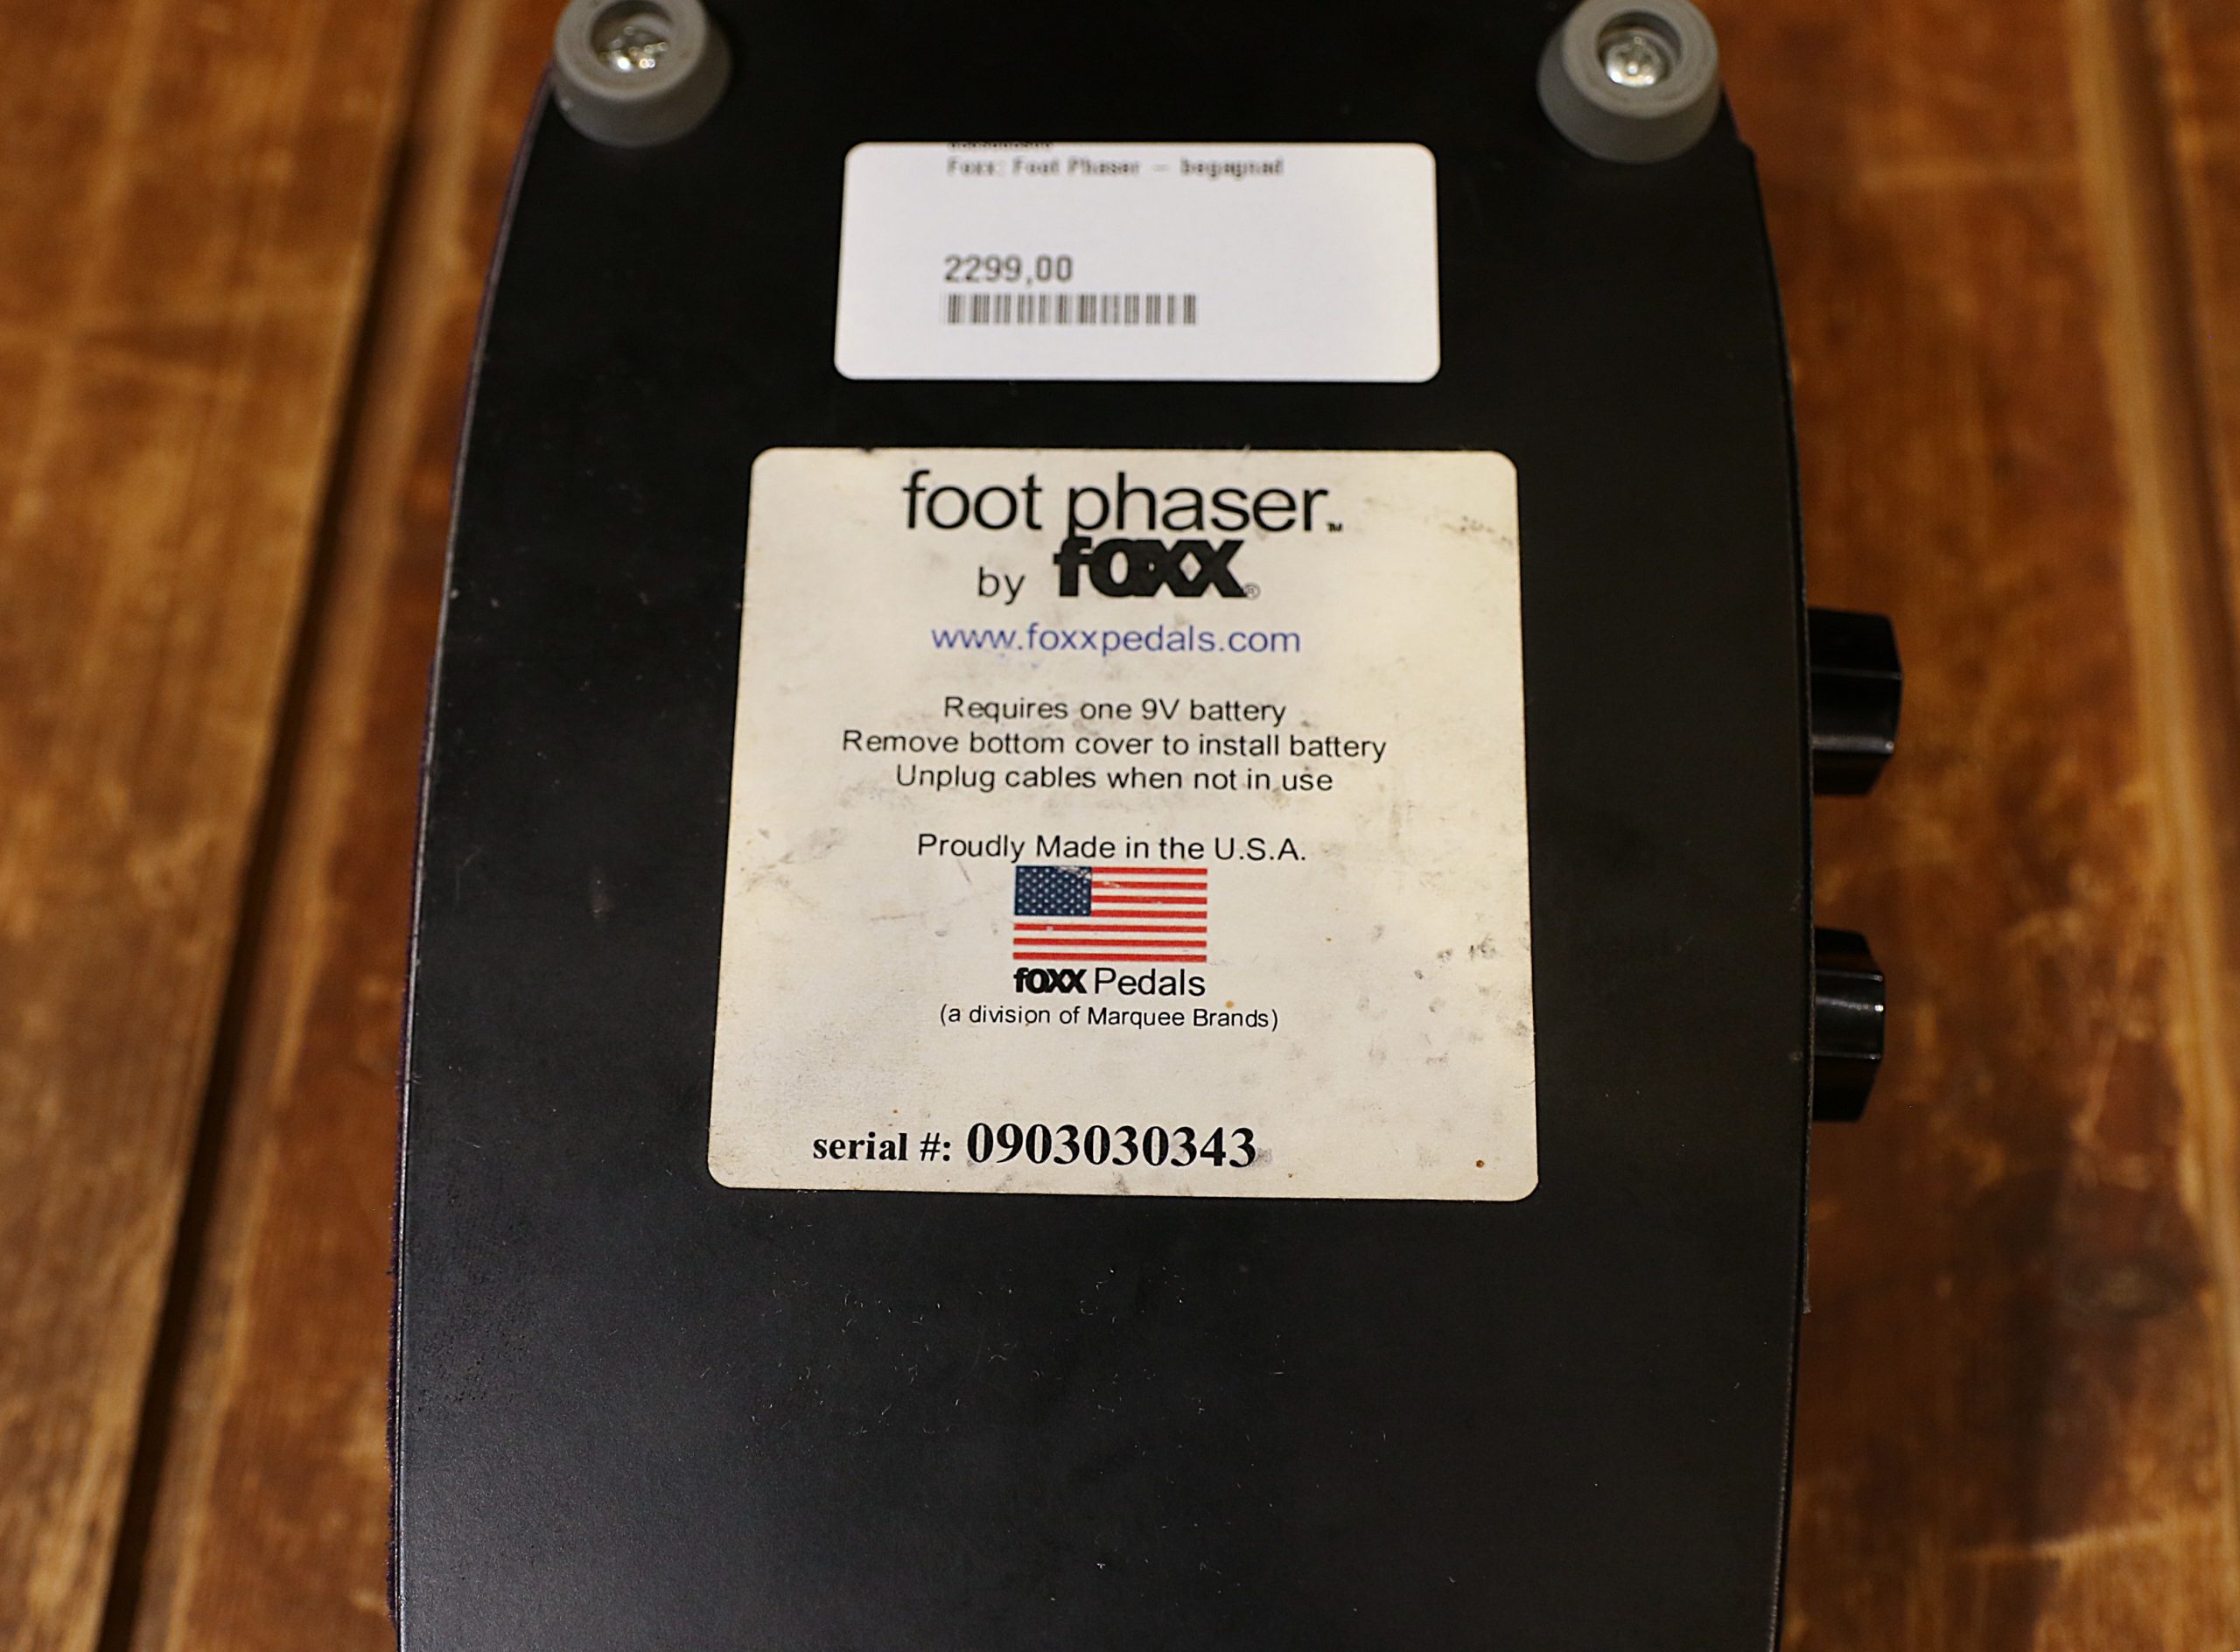 Foxx: Foot Phaser - begagnad
2299,00
foot phaser™
by foxx®
www.foxxpedals.com
Requires one 9V battery
Remove bottom cover to install battery
Unplug cables when not in use
Proudly Made in the U.S.A.
foxx Pedals
(a division of Marquee Brands)
serial #: 0903030343